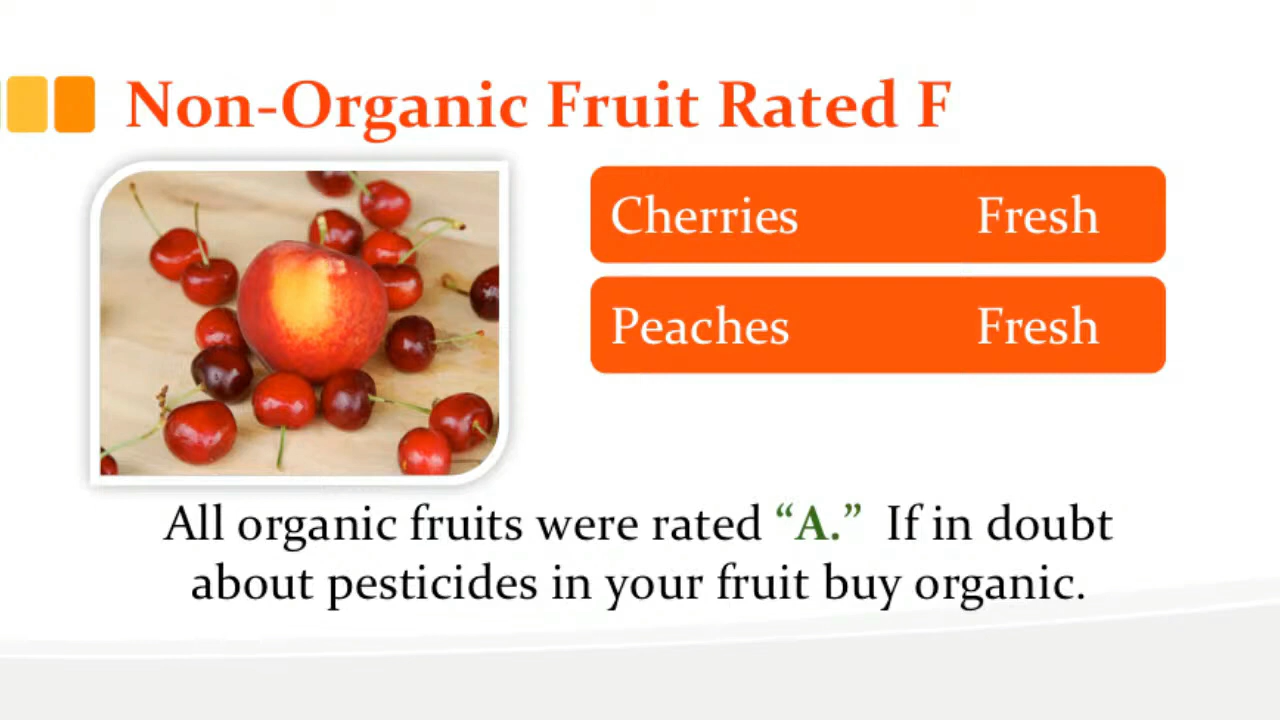 Non-Organic Fruit Rated F
Cherries Fresh
Peaches Fresh
All organic fruits were rated “A.” If in doubt
about pesticides in your fruit buy organic.